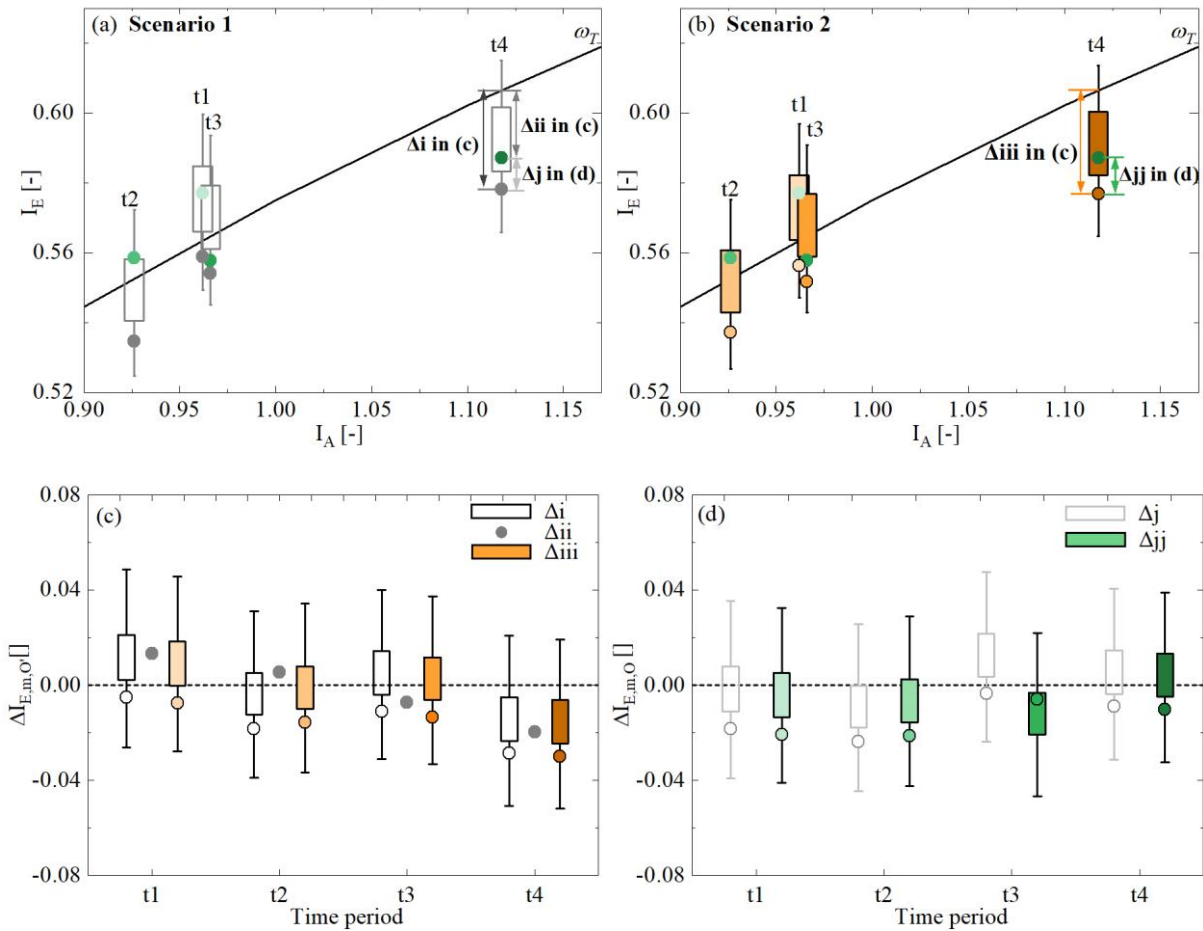 (a) Scenario 1
t4
ω_T
t1
t3
t2
Δi in (c)
Δii in (c)
Δj in (d)
I_E [-]
0.60
0.56
0.52
0.90 0.95 1.00 1.05 1.10 1.15
I_A [-]
(b) Scenario 2
t4
ω_T
t1
t3
t2
Δiii in (c)
Δjj in (d)
I_E [-]
0.60
0.56
0.52
0.90 0.95 1.00 1.05 1.10 1.15
I_A [-]
(c)
Δi
Δii
Δiii
ΔI_E,m,O' []
0.08
0.04
0.00
-0.04
-0.08
t1 t2 t3 t4
Time period
(d)
Δj
Δjj
ΔI_E,m,O []
0.08
0.04
0.00
-0.04
-0.08
t1 t2 t3 t4
Time period